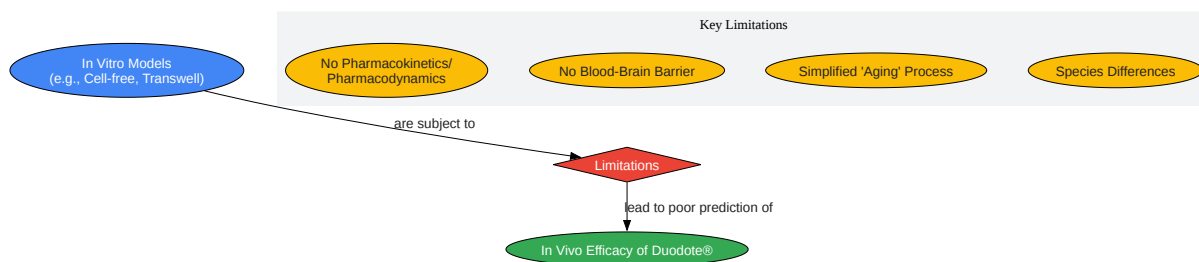 Key Limitations
In Vitro Models
(e.g., Cell-free, Transwell)
No Pharmacokinetics/
Pharmacodynamics
No Blood-Brain Barrier
Simplified 'Aging' Process
Species Differences
are subject to
Limitations
lead to poor prediction of
In Vivo Efficacy of Duodote®